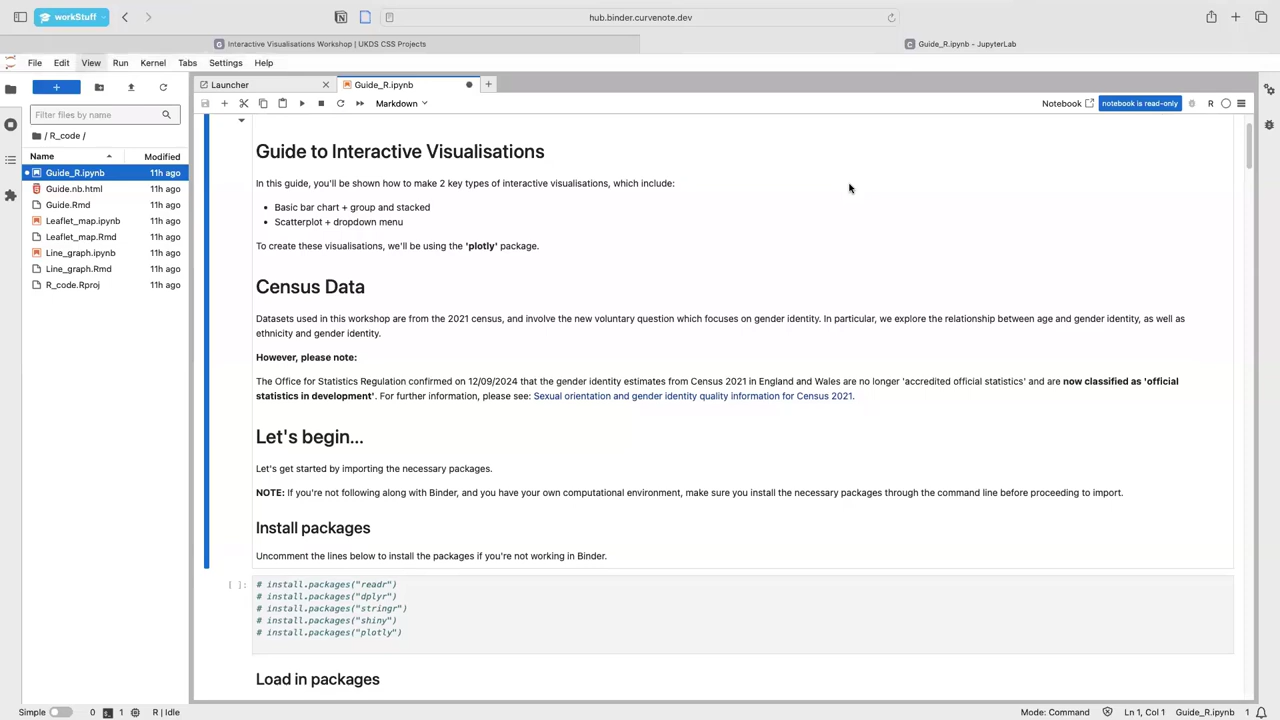 workStuff
hub.binder.curvenote.dev
Interactive Visualisations Workshop | UKDS CSS Projects
Guide_R.ipynb - JupyterLab
File Edit View Run Kernel Tabs Settings Help
Launcher
Guide_R.ipynb
Markdown
Notebook
notebook is read-only
R
Filter files by name
/ R_code /
Name Modified
Guide_R.ipynb 11h ago
Guide.nb.html 11h ago
Guide.Rmd 11h ago
Leaflet_map.ipynb 11h ago
Leaflet_map.Rmd 11h ago
Line_graph.ipynb 11h ago
Line_graph.Rmd 11h ago
R_code.Rproj 11h ago
Guide to Interactive Visualisations
In this guide, you'll be shown how to make 2 key types of interactive visualisations, which include:
• Basic bar chart + group and stacked
• Scatterplot + dropdown menu
To create these visualisations, we'll be using the 'plotly' package.
Census Data
Datasets used in this workshop are from the 2021 census, and involve the new voluntary question which focuses on gender identity. In particular, we explore the relationship between age and gender identity, as well as
ethnicity and gender identity.
However, please note:
The Office for Statistics Regulation confirmed on 12/09/2024 that the gender identity estimates from Census 2021 in England and Wales are no longer 'accredited official statistics' and are now classified as 'official
statistics in development'. For further information, please see: Sexual orientation and gender identity quality information for Census 2021.
Let's begin...
Let's get started by importing the necessary packages.
NOTE: If you're not following along with Binder, and you have your own computational environment, make sure you install the necessary packages through the command line before proceeding to import.
Install packages
Uncomment the lines below to install the packages if you're not working in Binder.
[ ]: # install.packages("readr")
# install.packages("dplyr")
# install.packages("stringr")
# install.packages("shiny")
# install.packages("plotly")
Load in packages
Simple 0 1 R | Idle
Mode: Command Ln 1, Col 1 Guide_R.ipynb 1